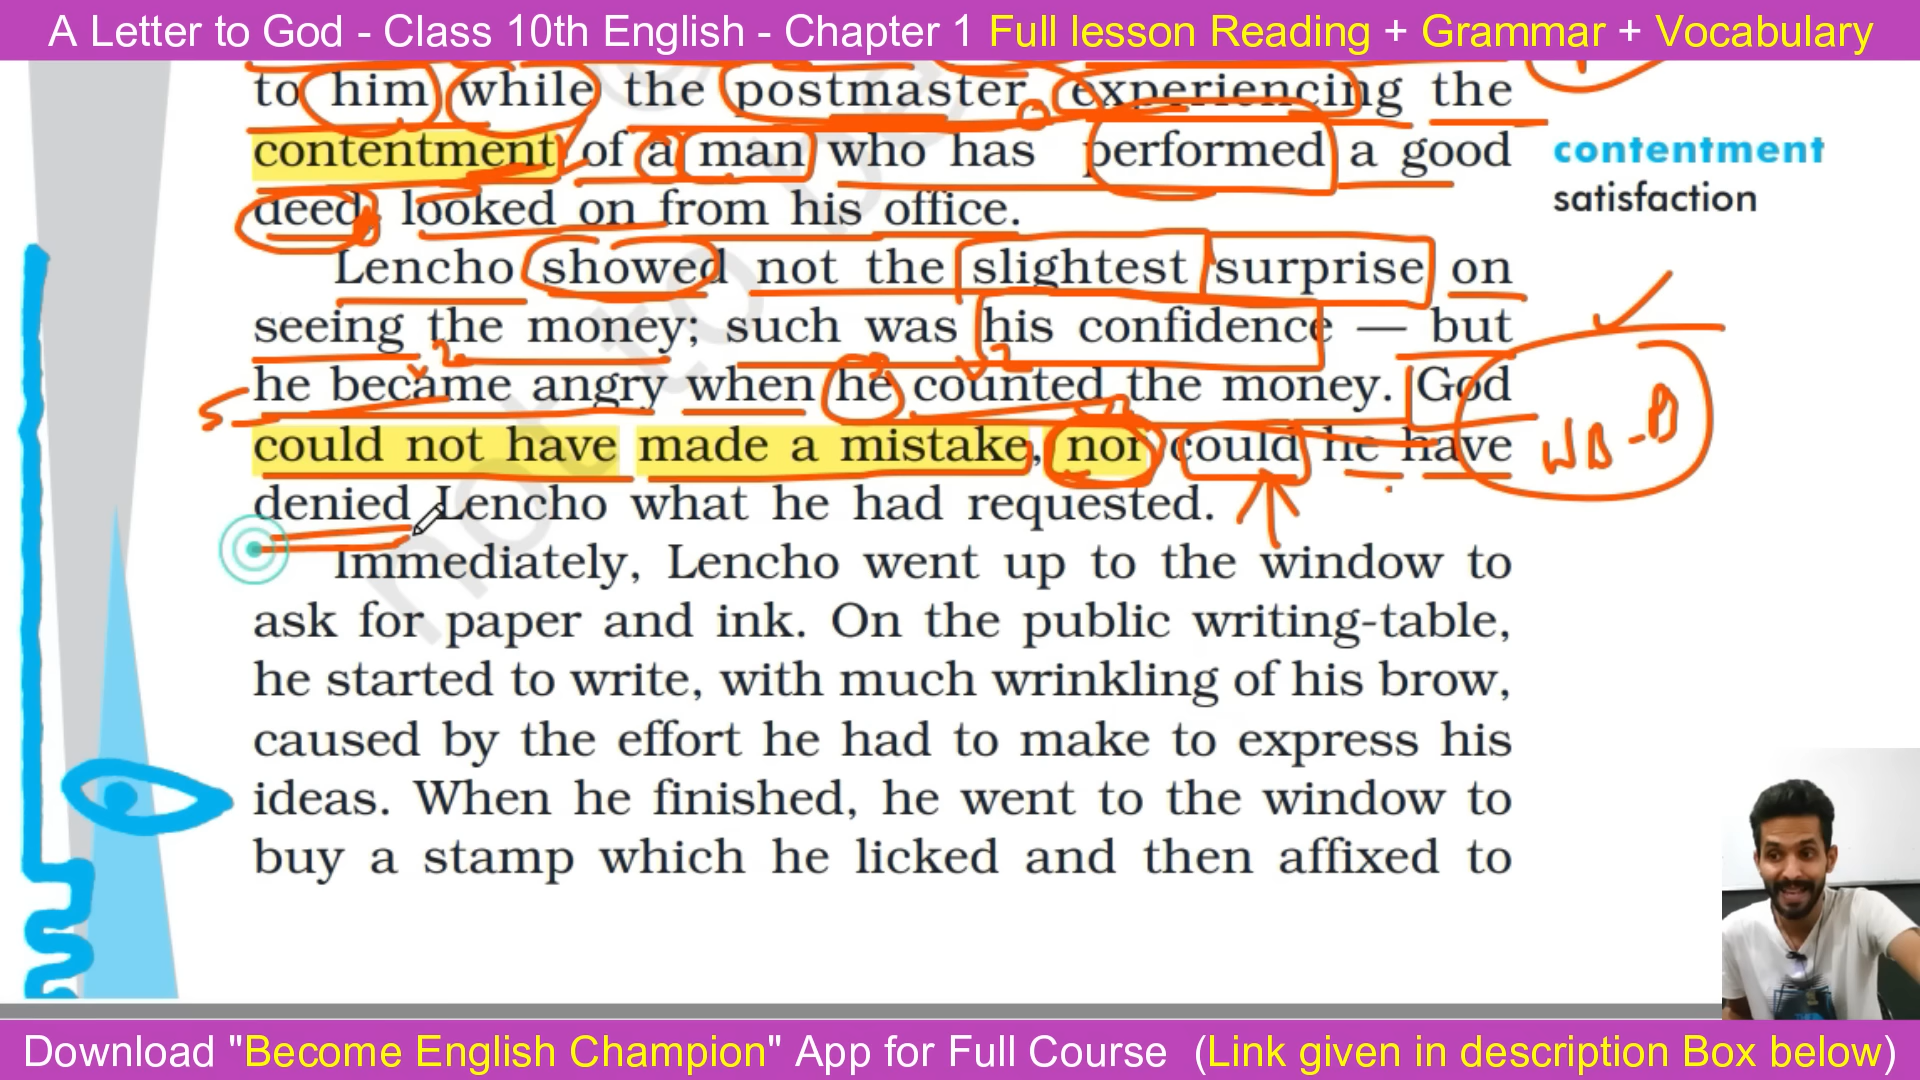 A Letter to God - Class 10th English - Chapter 1 Full lesson Reading + Grammar + Vocabulary
to him while the postmaster, experiencing the
contentment of a man who has performed a good
deed, looked on from his office.
contentment
satisfaction
Lencho showed not the slightest surprise on
seeing the money; such was his confidence — but
he became angry when he counted the money. God
could not have made a mistake, nor could he have
denied Lencho what he had requested.
Immediately, Lencho went up to the window to
ask for paper and ink. On the public writing-table,
he started to write, with much wrinkling of his brow,
caused by the effort he had to make to express his
ideas. When he finished, he went to the window to
buy a stamp which he licked and then affixed to
Download "Become English Champion" App for Full Course (Link given in description Box below)